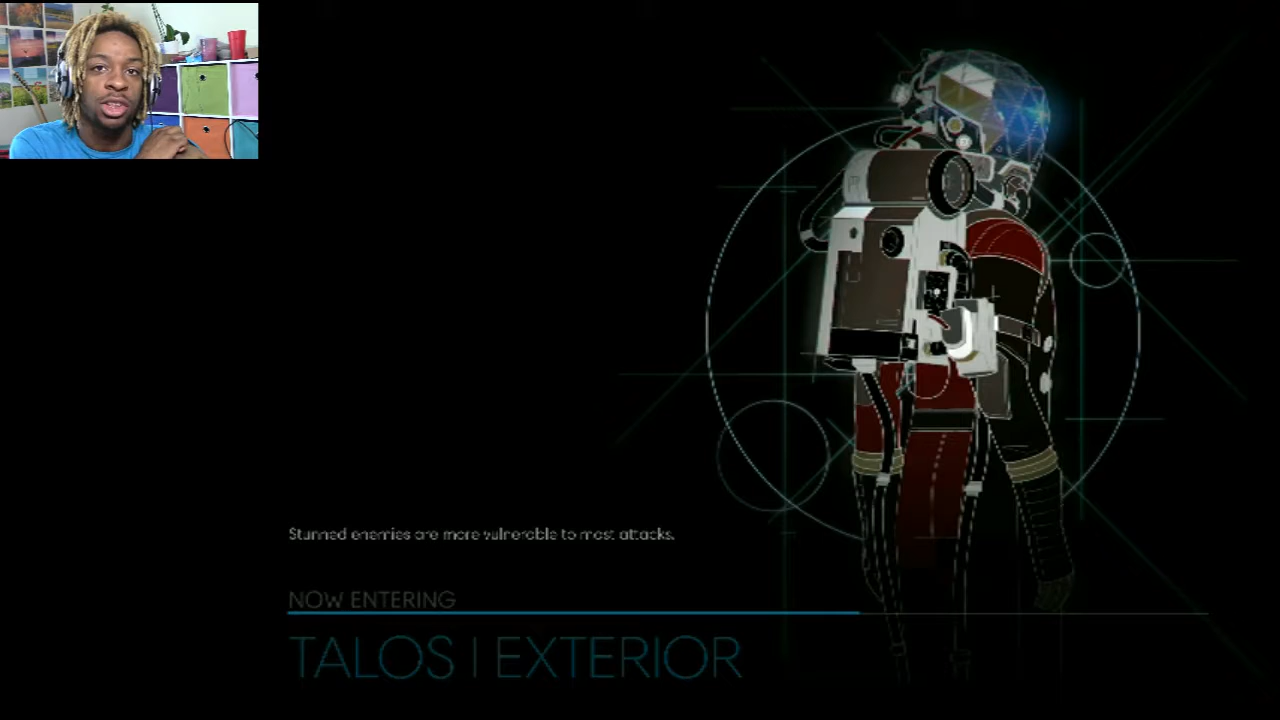 Stunned enemies are more vulnerable to most attacks.
NOW ENTERING
TALOS I EXTERIOR